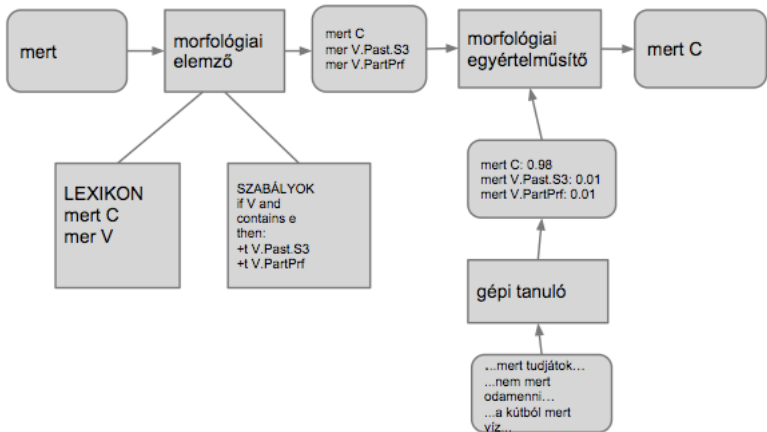 mert
morfológiai
elemző
mert C
mer V.Past.S3
mer V.PartPrf
morfológiai
egyértelműsítő
mert C
LEXIKON
mert C
mer V
SZABÁLYOK
if V and
contains e
then:
+t V.Past.S3
+t V.PartPrf
mert C: 0.98
mert V.Past.S3: 0.01
mert V.PartPrf: 0.01
gépi tanuló
...mert tudjátok...
...nem mert
odamenni...
...a kútból mert
víz...